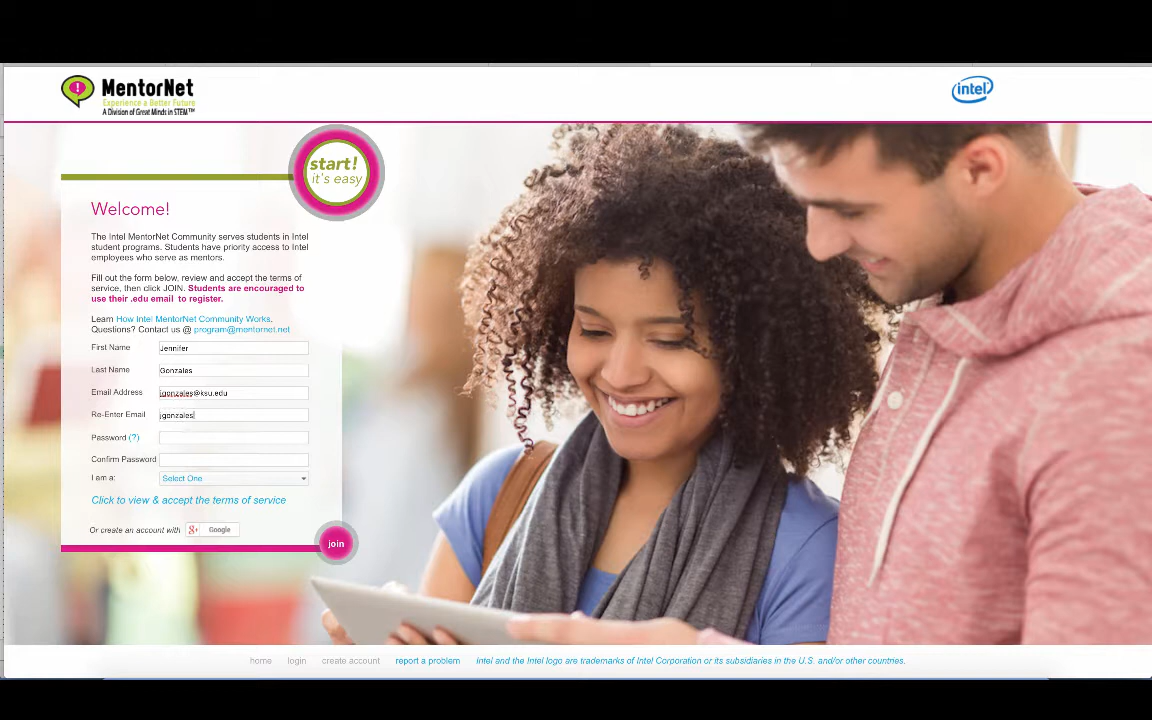 MentorNet
Experience a Better Future
A Division of Great Minds in STEM™
intel
start!
it's easy
Welcome!
The Intel MentorNet Community serves students in Intel
student programs. Students have priority access to Intel
employees who serve as mentors.
Fill out the form below, review and accept the terms of
service, then click JOIN. Students are encouraged to
use their .edu email to register.
Learn How Intel MentorNet Community Works.
Questions? Contact us @ program@mentornet.net
First Name Jennifer
Last Name Gonzales
Email Address jgonzales@ksu.edu
Re-Enter Email jgonzales
Password (?)
Confirm Password
I am a: Select One
Click to view & accept the terms of service
Or create an account with g+ Google
join
home login create account report a problem Intel and the Intel logo are trademarks of Intel Corporation or its subsidiaries in the U.S. and/or other countries.